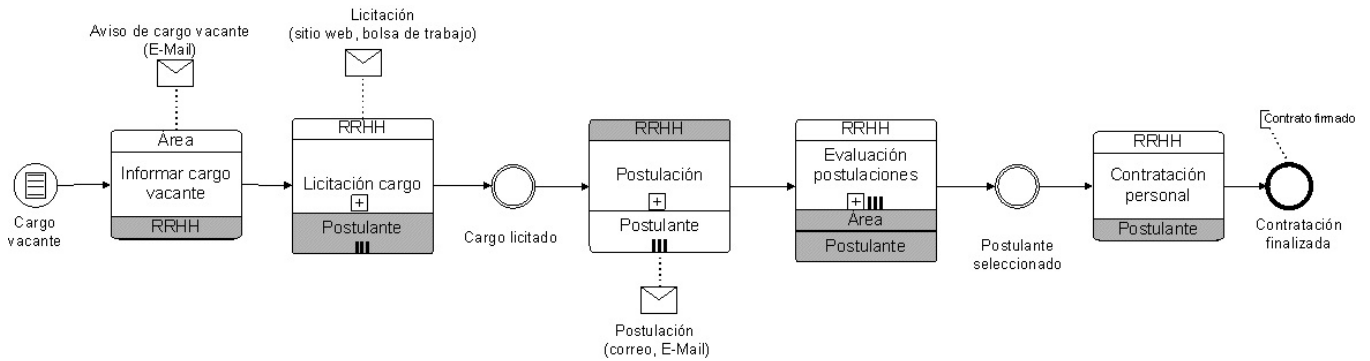 Licitación
(sitio web, bolsa de trabajo)
Aviso de cargo vacante
(E-Mail)
Cargo
vacante
Área
Informar cargo
vacante
RRHH
RRHH
Licitación cargo
Postulante
Cargo licitado
RRHH
Postulación
Postulante
Postulación
(correo, E-Mail)
RRHH
Evaluación
postulaciones
Área
Postulante
Postulante
seleccionado
RRHH
Contratación
personal
Postulante
Contrato firmado
Contratación
finalizada